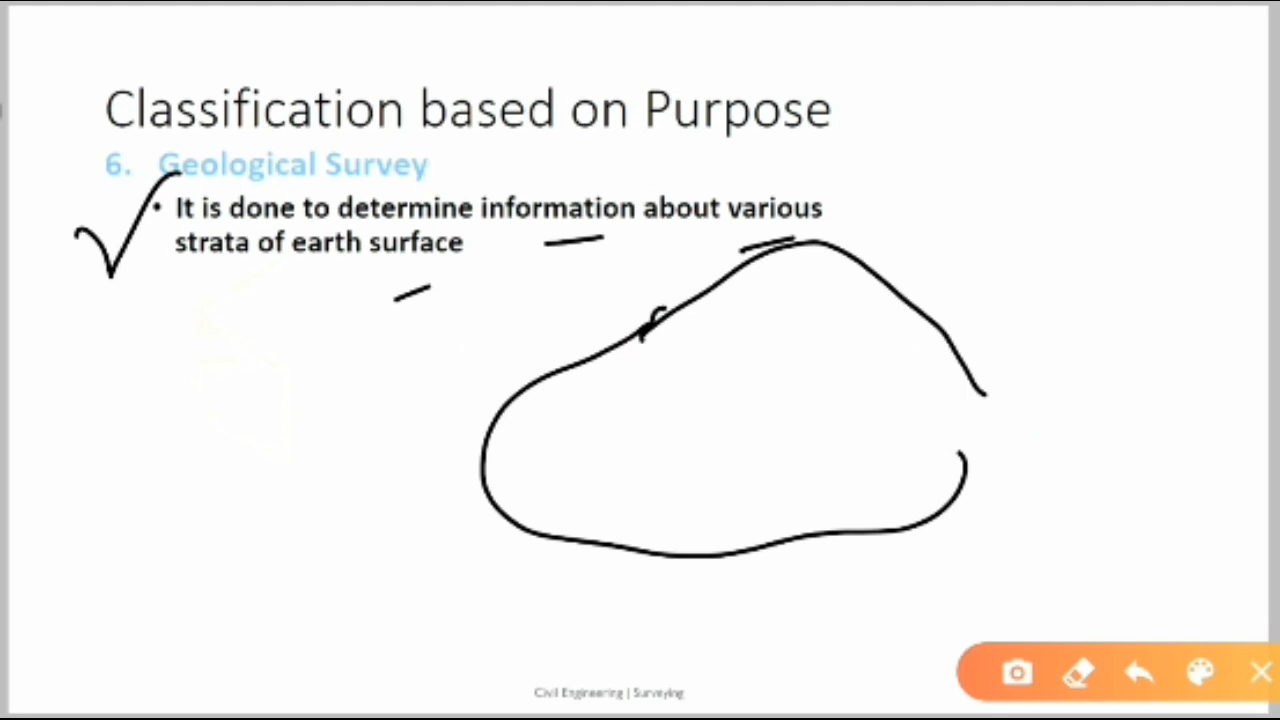 Classification based on Purpose
6. Geological Survey
• It is done to determine information about various
strata of earth surface
Civil Engineering | Surveying